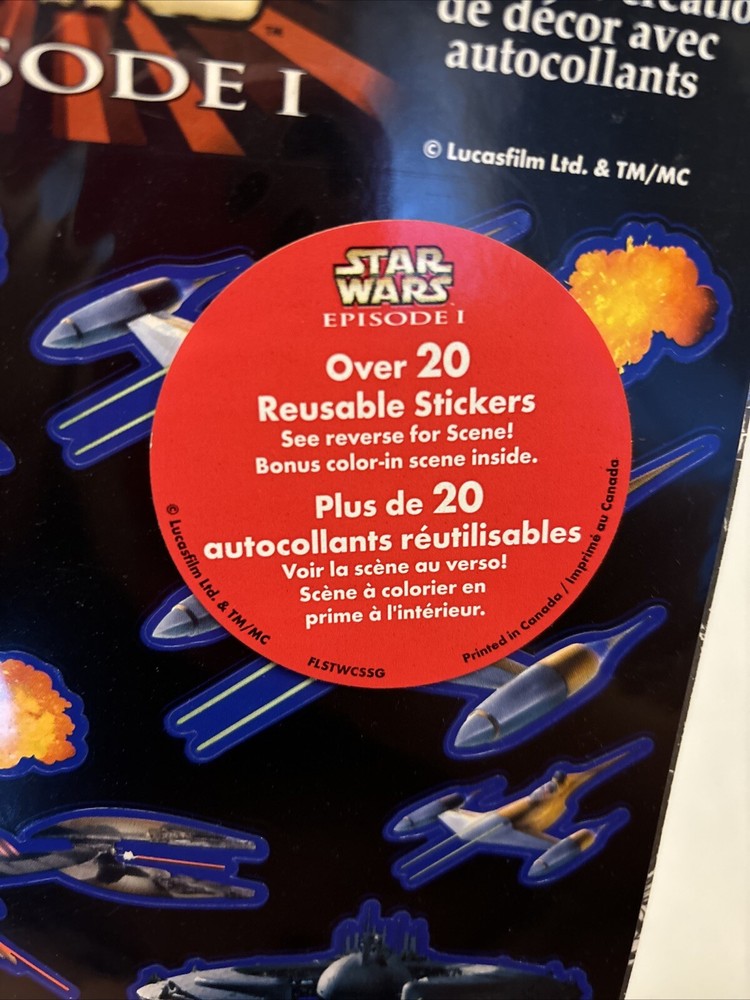 SODE I
™
de décor avec
autocollants
© Lucasfilm Ltd. & TM/MC
STAR
WARS
EPISODE I
Over 20
Reusable Stickers
See reverse for Scene!
Bonus color-in scene inside.
Plus de 20
autocollants réutilisables
Voir la scène au verso!
Scène à colorier en
prime à l'intérieur.
© Lucasfilm Ltd. & TM/MC
FLSTWCSSG
Printed in Canada / Imprimé au Canada